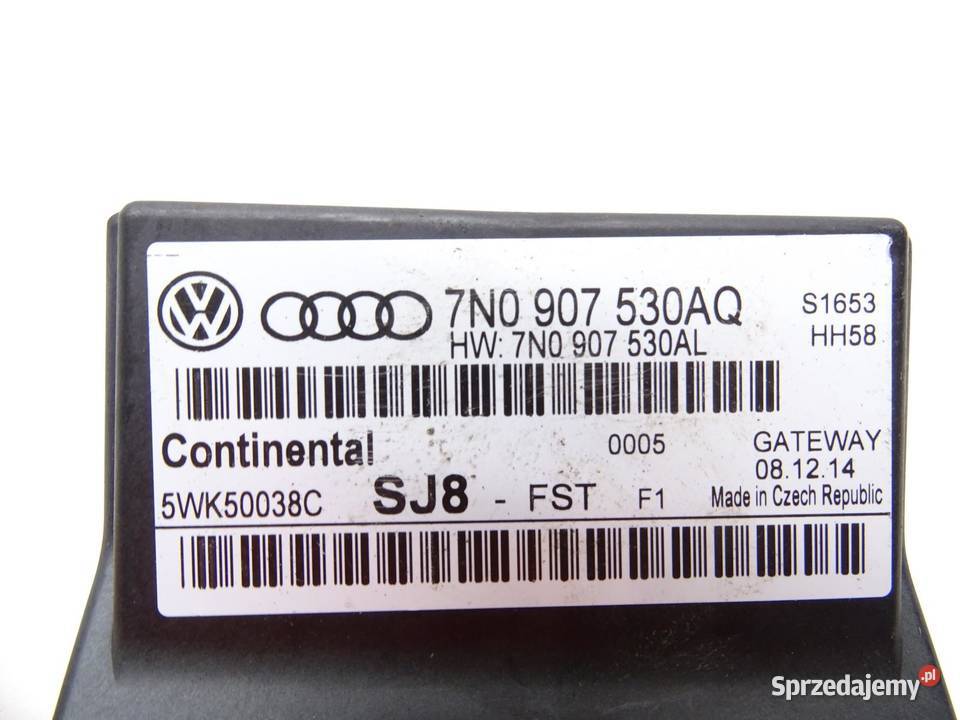 7N0 907 530AQ S1653
HW: 7N0 907 530AL HH58
Continental 0005 GATEWAY
08.12.14
5WK50038C SJ8 - FST F1 Made in Czech Republic
Sprzedajemy.pl